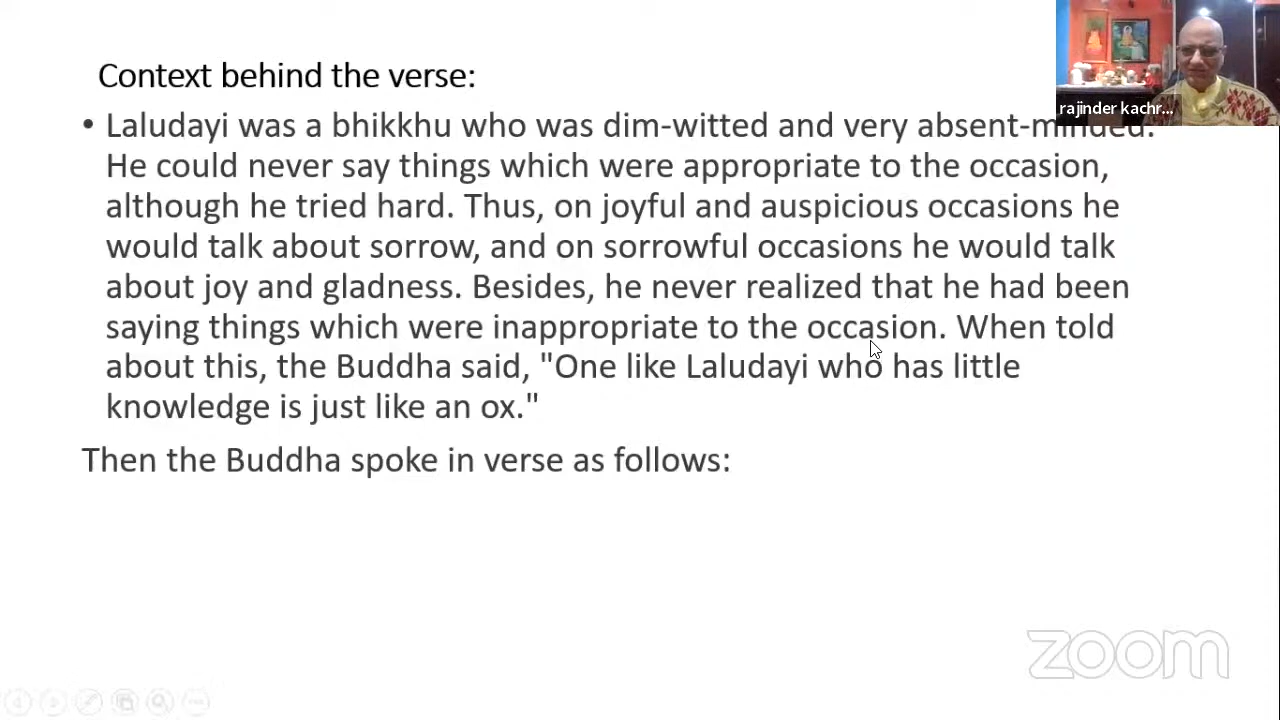 Context behind the verse:
rajinder kachr...
• Laludayi was a bhikkhu who was dim-witted and very absent-minded.
He could never say things which were appropriate to the occasion,
although he tried hard. Thus, on joyful and auspicious occasions he
would talk about sorrow, and on sorrowful occasions he would talk
about joy and gladness. Besides, he never realized that he had been
saying things which were inappropriate to the occasion. When told
about this, the Buddha said, "One like Laludayi who has little
knowledge is just like an ox."
Then the Buddha spoke in verse as follows:
zoom